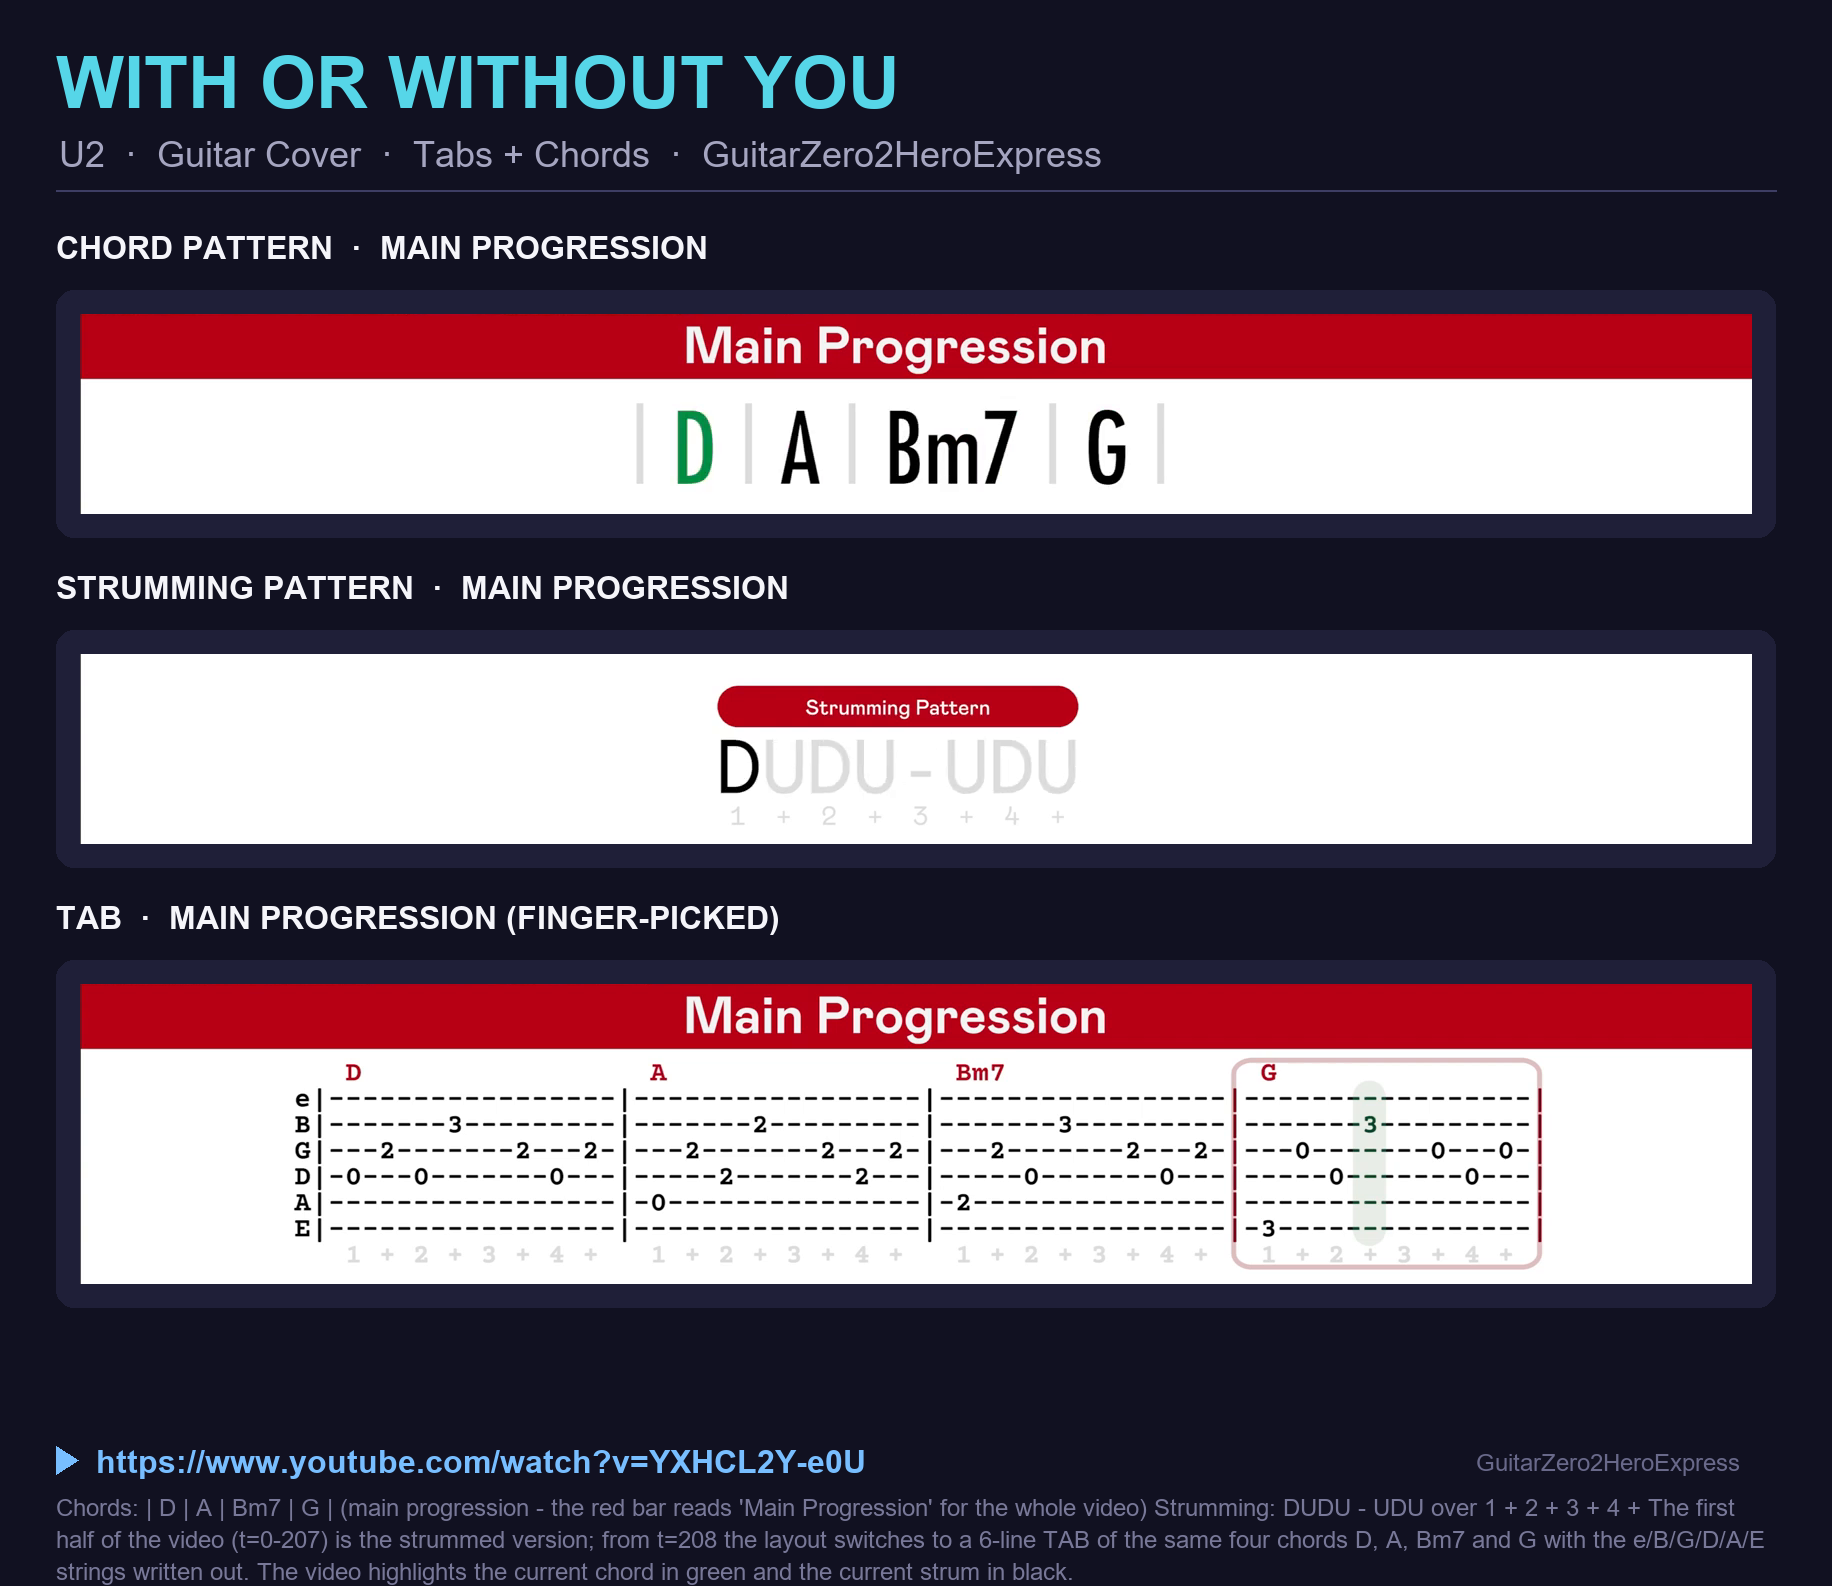 WITH OR WITHOUT YOU
U2 · Guitar Cover · Tabs + Chords · GuitarZero2HeroExpress
CHORD PATTERN · MAIN PROGRESSION
Main Progression
| D | A | Bm7 | G |
STRUMMING PATTERN · MAIN PROGRESSION
Strumming Pattern
DUDU-UDU
1 + 2 + 3 + 4 +
TAB · MAIN PROGRESSION (FINGER-PICKED)
Main Progression
D A Bm7 G
e|-----------------|-----------------|-----------------|-----------------|
B|-------3---------|-------2---------|-------3---------|-------3---------|
G|---2-------2---2-|---2-------2---2-|---2-------2---2-|---0-------0---0-|
D|-0---0-------0---|-----2-------2---|-----0-------0---|-----0-------0---|
A|-----------------|-0---------------|-2---------------|-----------------|
E|-----------------|-----------------|-----------------|-3---------------|
1 + 2 + 3 + 4 + 1 + 2 + 3 + 4 + 1 + 2 + 3 + 4 + 1 + 2 + 3 + 4 +
https://www.youtube.com/watch?v=YXHCL2Y-e0U
GuitarZero2HeroExpress
Chords: | D | A | Bm7 | G | (main progression - the red bar reads 'Main Progression' for the whole video) Strumming: DUDU - UDU over 1 + 2 + 3 + 4 + The first
half of the video (t=0-207) is the strummed version; from t=208 the layout switches to a 6-line TAB of the same four chords D, A, Bm7 and G with the e/B/G/D/A/E
strings written out. The video highlights the current chord in green and the current strum in black.